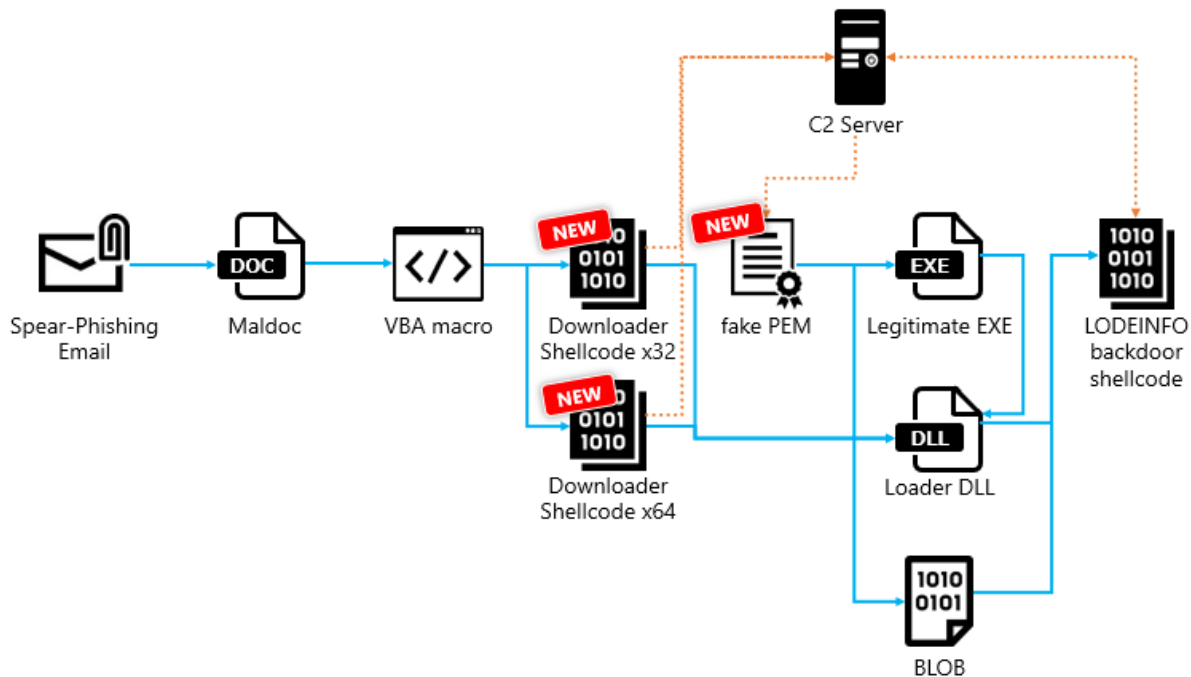 C2 Server
NEW
NEW
10
0101
1010
DOC
EXE
1010
0101
1010
Spear-Phishing
Email
Maldoc
VBA macro
Downloader
Shellcode x32
fake PEM
Legitimate EXE
LODEINFO
backdoor
shellcode
NEW
0101
1010
DLL
Downloader
Shellcode x64
Loader DLL
1010
0101
BLOB